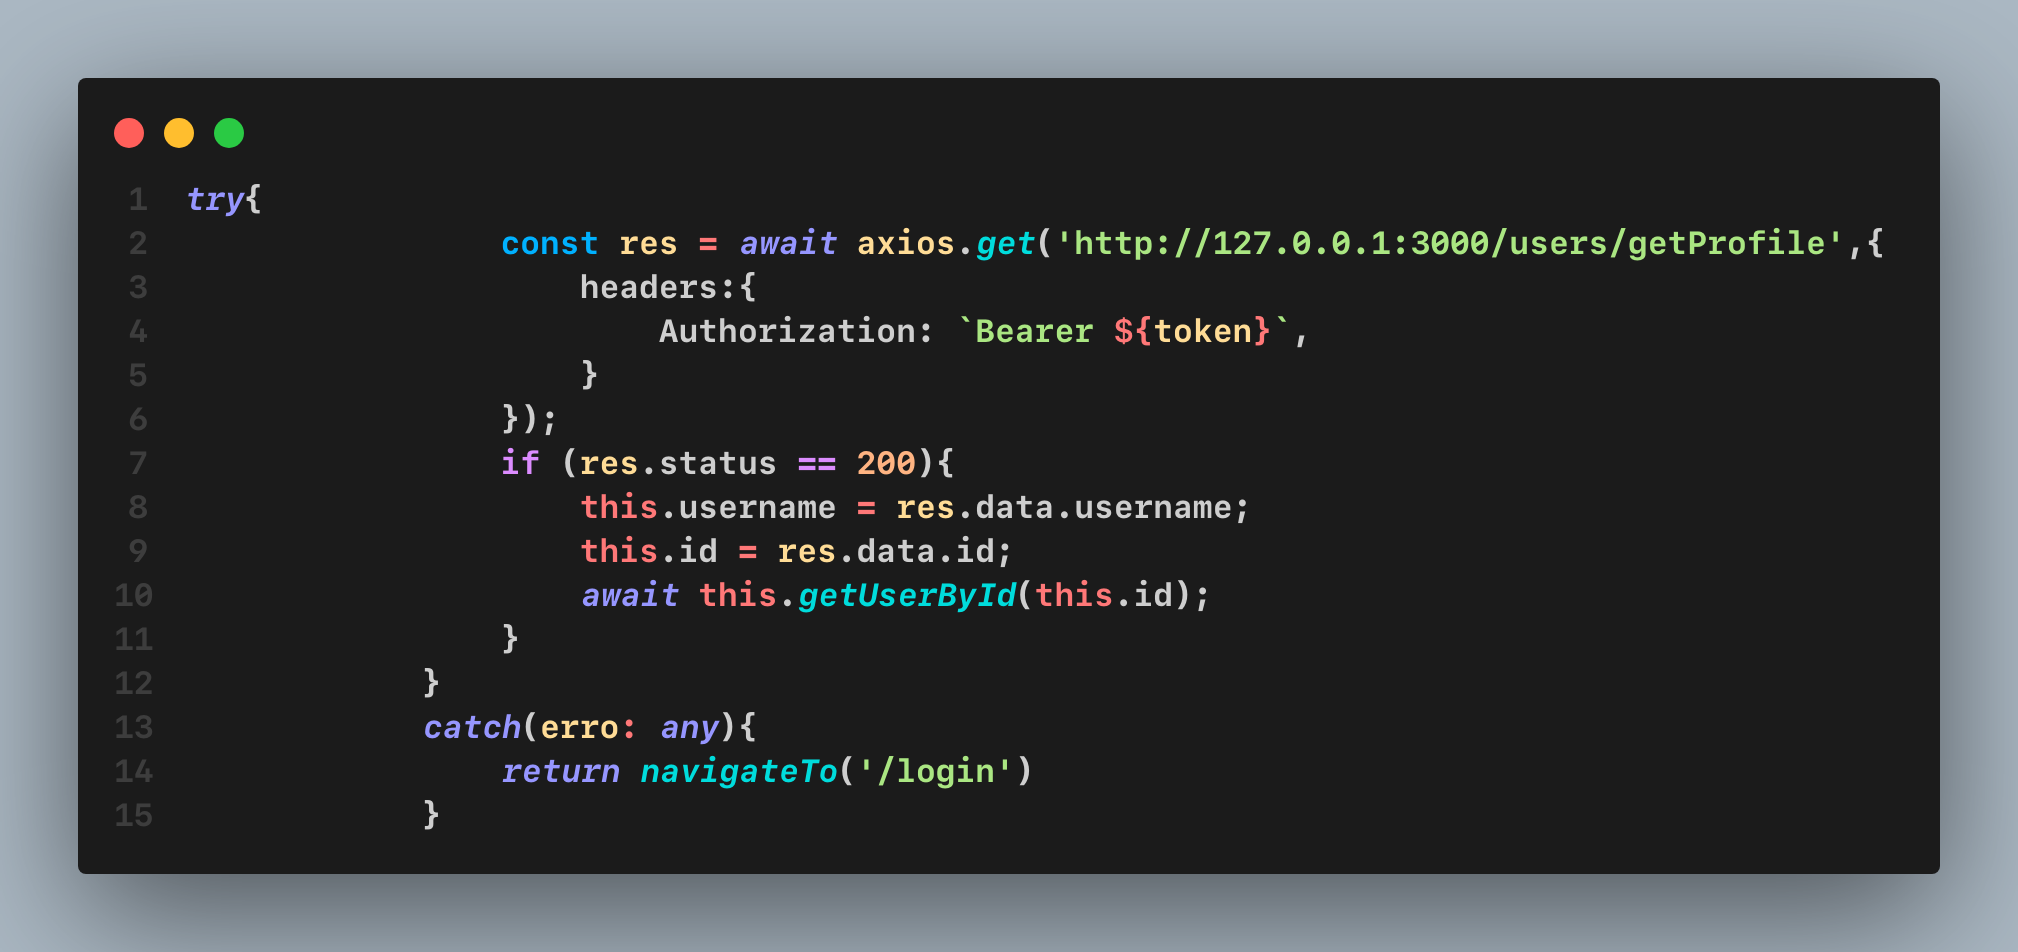 1 try{
2 const res = await axios.get('http://127.0.0.1:3000/users/getProfile',{
3 headers:{
4 Authorization: `Bearer ${token}`,
5 }
6 });
7 if (res.status == 200){
8 this.username = res.data.username;
9 this.id = res.data.id;
10 await this.getUserById(this.id);
11 }
12 }
13 catch(erro: any){
14 return navigateTo('/login')
15 }